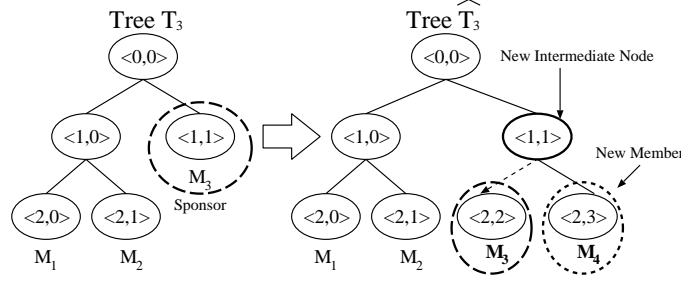 Tree T3
<0,0>
<1,0>
<1,1>
M3
Sponsor
<2,0>
<2,1>
M1
M2
Tree T̂3
<0,0>
New Intermediate Node
<1,0>
<1,1>
New Member
<2,0>
<2,1>
<2,2>
<2,3>
M1
M2
M3
M4